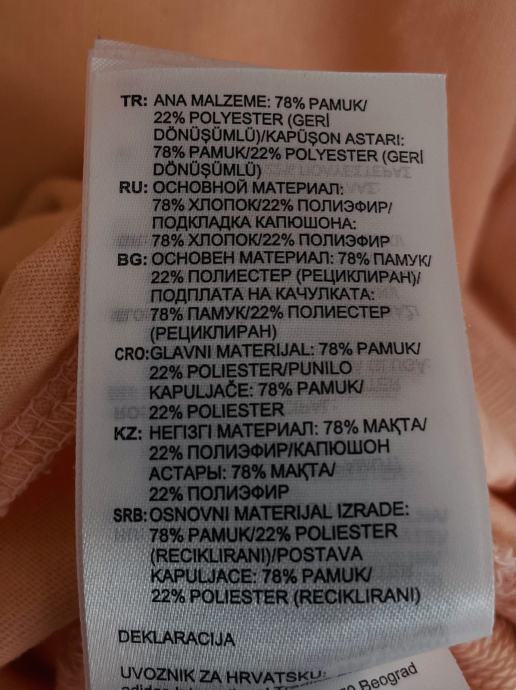 TR: ANA MALZEME: 78% PAMUK/
22% POLYESTER (GERİ
DÖNÜŞÜMLÜ)/KAPÜŞON ASTARI:
78% PAMUK/22% POLYESTER (GERİ
DÖNÜŞÜMLÜ)
RU: ОСНОВНОЙ МАТЕРИАЛ:
78% ХЛОПОК/22% ПОЛИЭФИР/
ПОДКЛАДКА КАПЮШОНА:
78% ХЛОПОК/22% ПОЛИЭФИР
BG: ОСНОВЕН МАТЕРИАЛ: 78% ПАМУК/
22% ПОЛИЕСТЕР (РЕЦИКЛИРАН)/
ПОДПЛАТА НА КАЧУЛКАТА:
78% ПАМУК/22% ПОЛИЕСТЕР
(РЕЦИКЛИРАН)
CRO: GLAVNI MATERIJAL: 78% PAMUK/
22% POLIESTER/PUNILO
KAPULJAČE: 78% PAMUK/
22% POLIESTER
KZ: НЕГІЗГІ МАТЕРИАЛ: 78% МАҚТА/
22% ПОЛИЭФИР/КАПЮШОН
АСТАРЫ: 78% МАҚТА/
22% ПОЛИЭФИР
SRB: OSNOVNI MATERIJAL IZRADE:
78% PAMUK/22% POLIESTER
(RECIKLIRANI)/POSTAVA
KAPULJACE: 78% PAMUK/
22% POLIESTER (RECIKLIRANI)
DEKLARACIJA
UVOZNIK ZA HRVATSKU:
Beograd